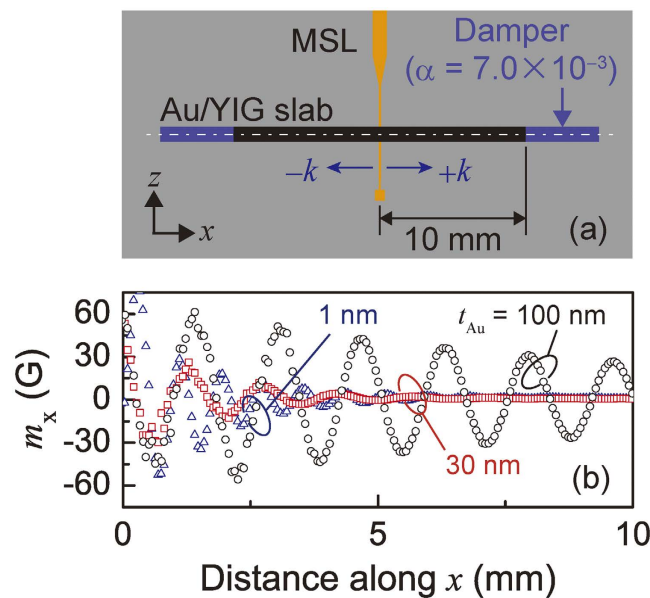 MSL
Damper
(α = 7.0×10⁻³)
Au/YIG slab
−k +k
z
x
10 mm
(a)
60
30
0
-30
-60
mₓ (G)
1 nm
t_Au = 100 nm
30 nm
(b)
0 5 10
Distance along x (mm)